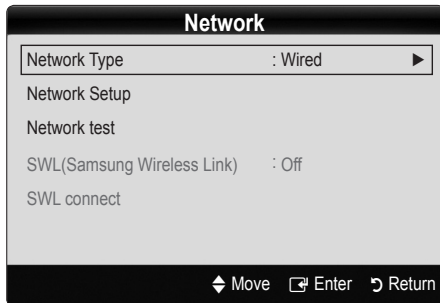 Network
Network Type : Wired ▶
Network Setup
Network test
SWL(Samsung Wireless Link) : Off
SWL connect
Move Enter Return